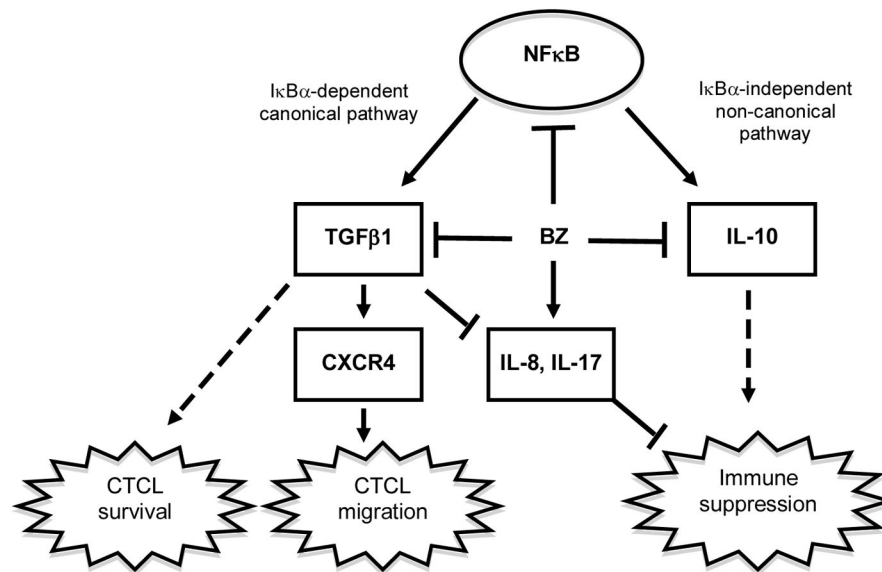 NFκB
IκBα-dependent
canonical pathway
IκBα-independent
non-canonical
pathway
TGFβ1
BZ
IL-10
CXCR4
IL-8, IL-17
CTCL
survival
CTCL
migration
Immune
suppression